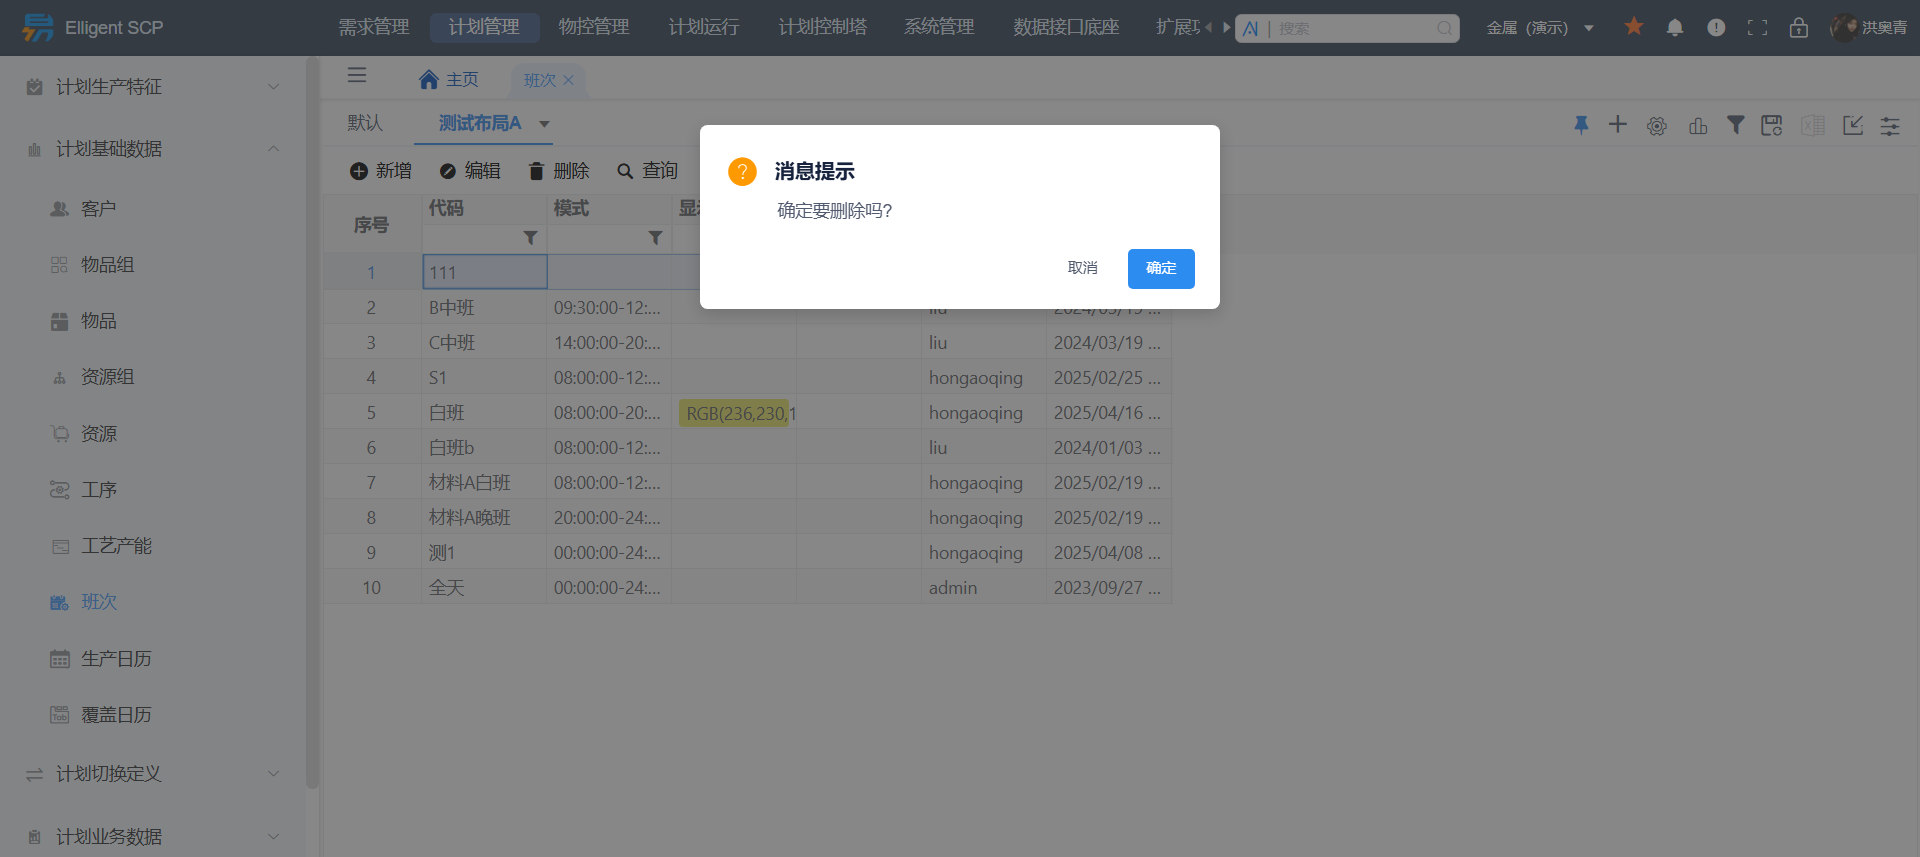 Elligent SCP
需求管理 计划管理 物控管理 计划运行 计划控制塔 系统管理 数据接口底座 扩展
AI | 搜索
金属（演示）
洪奥青
计划生产特征
计划基础数据
客户
物品组
物品
资源组
资源
工序
工艺产能
班次
生产日历
覆盖日历
计划切换定义
计划业务数据
主页 班次
默认 测试布局A
新增 编辑 删除 查询
序号 代码 模式 显
1 111
2 B中班 09:30:00-12:... liu 2024/03/19 ...
3 C中班 14:00:00-20:... liu 2024/03/19 ...
4 S1 08:00:00-12:... hongaoqing 2025/02/25 ...
5 白班 08:00:00-20:... RGB(236,230,1 hongaoqing 2025/04/16 ...
6 白班b 08:00:00-12:... liu 2024/01/03 ...
7 材料A白班 08:00:00-12:... hongaoqing 2025/02/19 ...
8 材料A晚班 20:00:00-24:... hongaoqing 2025/02/19 ...
9 测1 00:00:00-24:... hongaoqing 2025/04/08 ...
10 全天 00:00:00-24:... admin 2023/09/27 ...
消息提示
确定要删除吗?
取消 确定